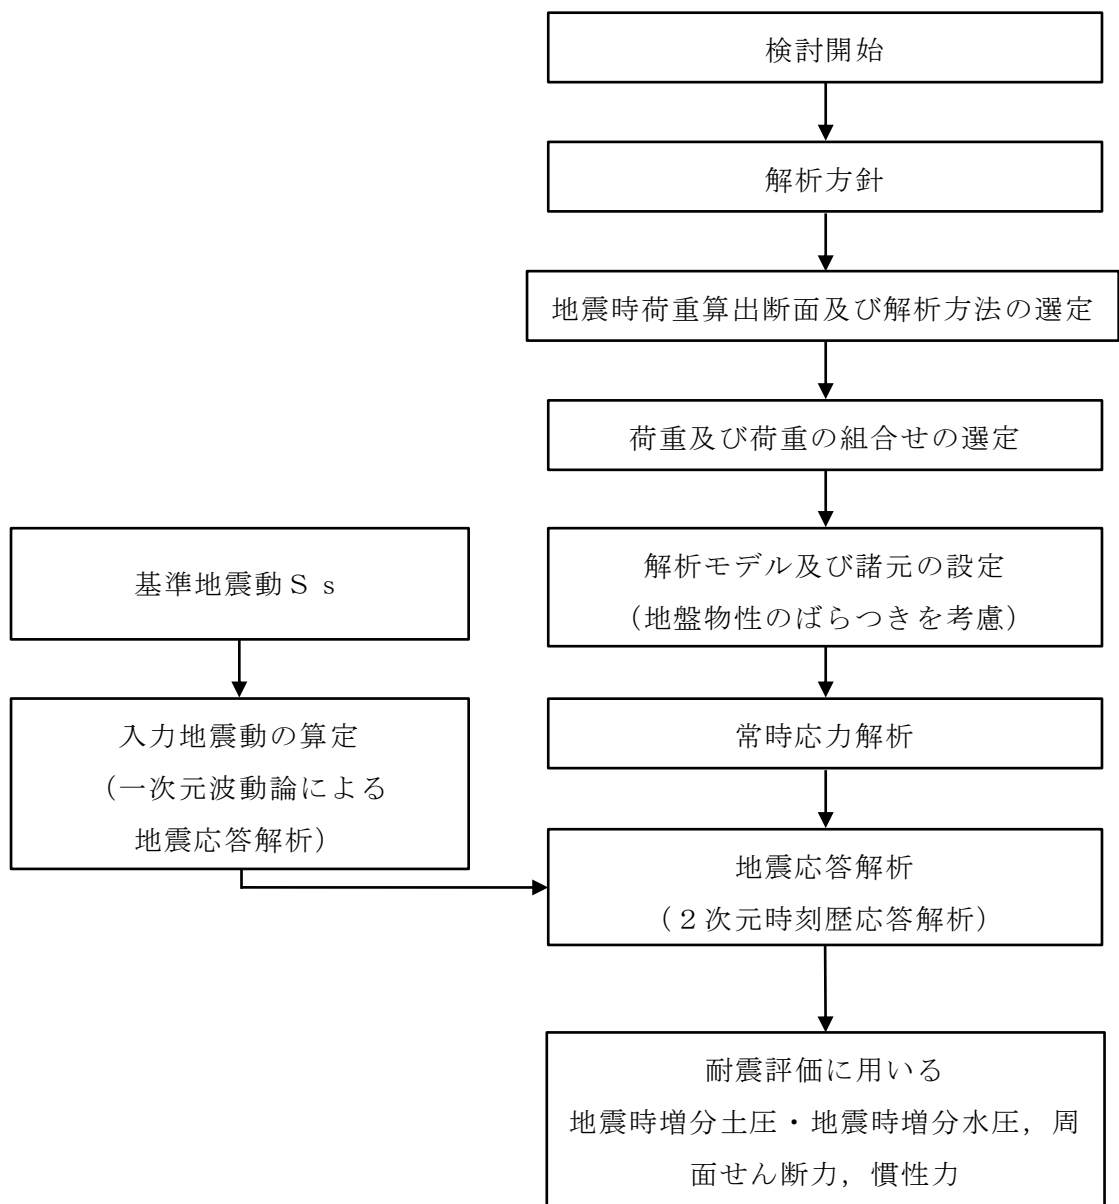 検討開始
解析方針
地震時荷重算出断面及び解析方法の選定
荷重及び荷重の組合せの選定
解析モデル及び諸元の設定
（地盤物性のばらつきを考慮）
基準地震動Ｓｓ
入力地震動の算定
（一次元波動論による
地震応答解析）
常時応力解析
地震応答解析
（２次元時刻歴応答解析）
耐震評価に用いる
地震時増分土圧・地震時増分水圧，周
面せん断力，慣性力